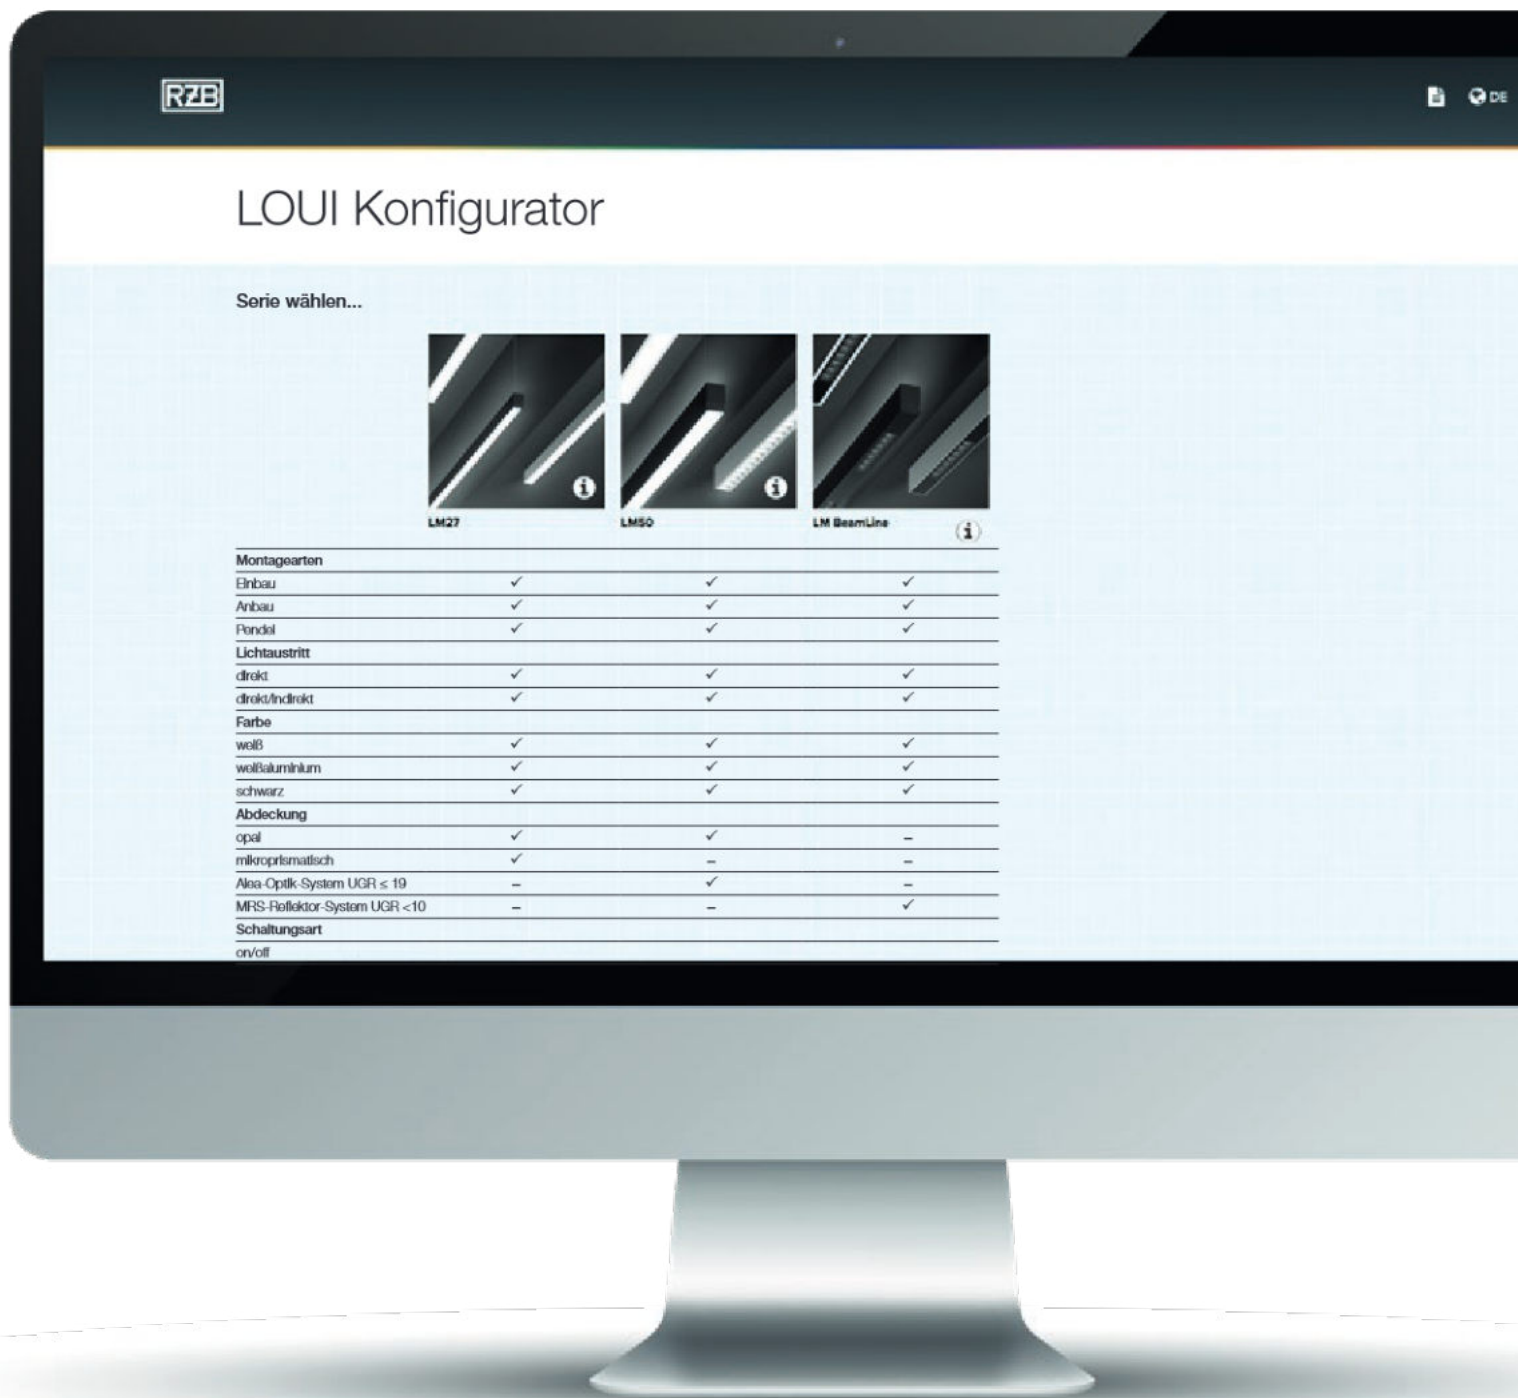 RZB
DE
LOUI Konfigurator
Serie wählen...
LM27 LM50 LM BeamLine
Montagearten
Einbau ✓ ✓ ✓
Anbau ✓ ✓ ✓
Pendel ✓ ✓ ✓
Lichtaustritt
direkt ✓ ✓ ✓
direkt/indirekt ✓ ✓ ✓
Farbe
weiß ✓ ✓ ✓
weißaluminium ✓ ✓ ✓
schwarz ✓ ✓ ✓
Abdeckung
opal ✓ ✓ –
mikroprismatisch ✓ – –
Alea-Optik-System UGR ≤ 19 – ✓ –
MRS-Reflektor-System UGR <10 – – ✓
Schaltungsart
on/off